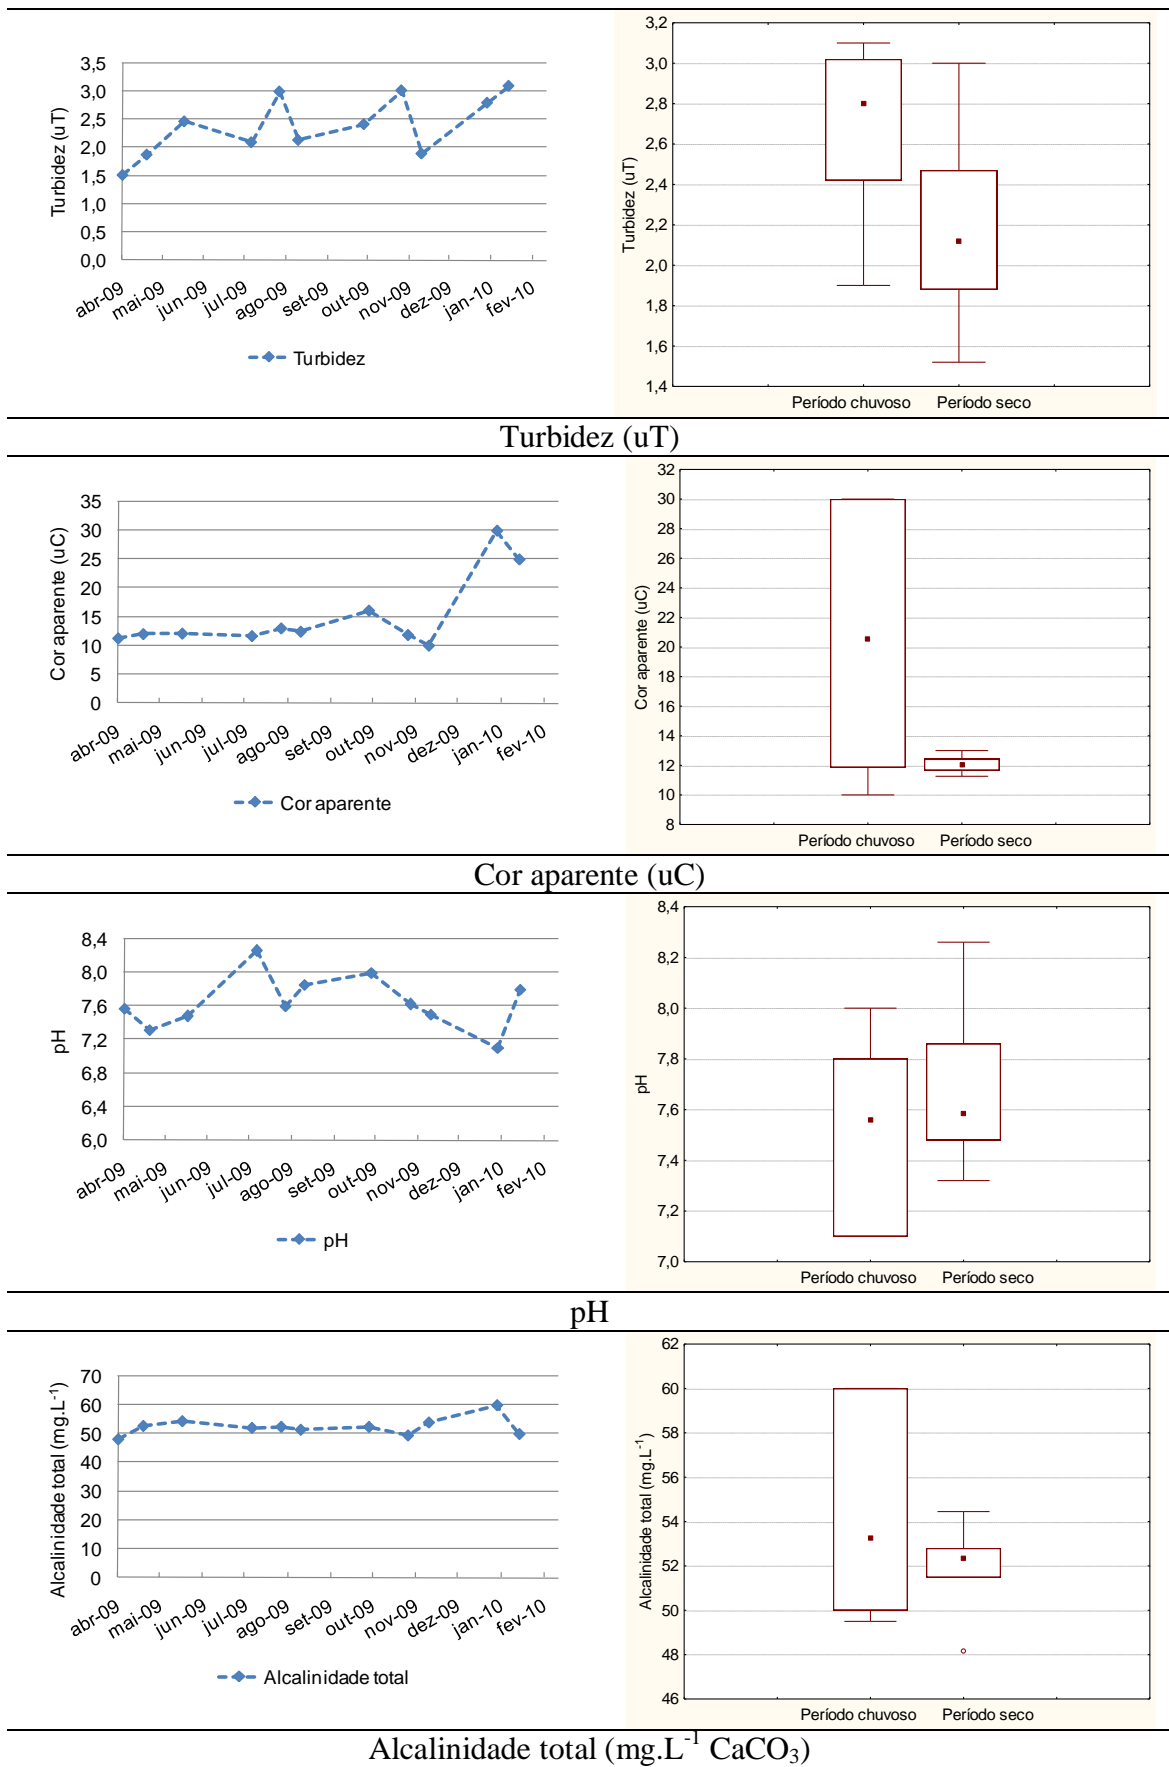 3,5
3,0
2,5
2,0
1,5
1,0
0,5
0,0
Turbidez (uT)
abr-09 mai-09 jun-09 jul-09 ago-09 set-09 out-09 nov-09 dez-09 jan-10 fev-10
Turbidez
3,2
3,0
2,8
2,6
2,4
2,2
2,0
1,8
1,6
1,4
Turbidez (uT)
Período chuvoso Período seco
Turbidez (uT)
35
30
25
20
15
10
5
0
Cor aparente (uC)
abr-09 mai-09 jun-09 jul-09 ago-09 set-09 out-09 nov-09 dez-09 jan-10 fev-10
Cor aparente
32
30
28
26
24
22
20
18
16
14
12
10
8
Cor aparente (uC)
Período chuvoso Período seco
Cor aparente (uC)
8,4
8,0
7,6
7,2
6,8
6,4
6,0
pH
abr-09 mai-09 jun-09 jul-09 ago-09 set-09 out-09 nov-09 dez-09 jan-10 fev-10
pH
8,4
8,2
8,0
7,8
7,6
7,4
7,2
7,0
pH
Período chuvoso Período seco
pH
70
60
50
40
30
20
10
0
Alcalinidade total (mg.L⁻¹)
abr-09 mai-09 jun-09 jul-09 ago-09 set-09 out-09 nov-09 dez-09 jan-10 fev-10
Alcalinidade total
62
60
58
56
54
52
50
48
46
Alcalinidade total (mg.L⁻¹)
Período chuvoso Período seco
Alcalinidade total (mg.L⁻¹ CaCO₃)